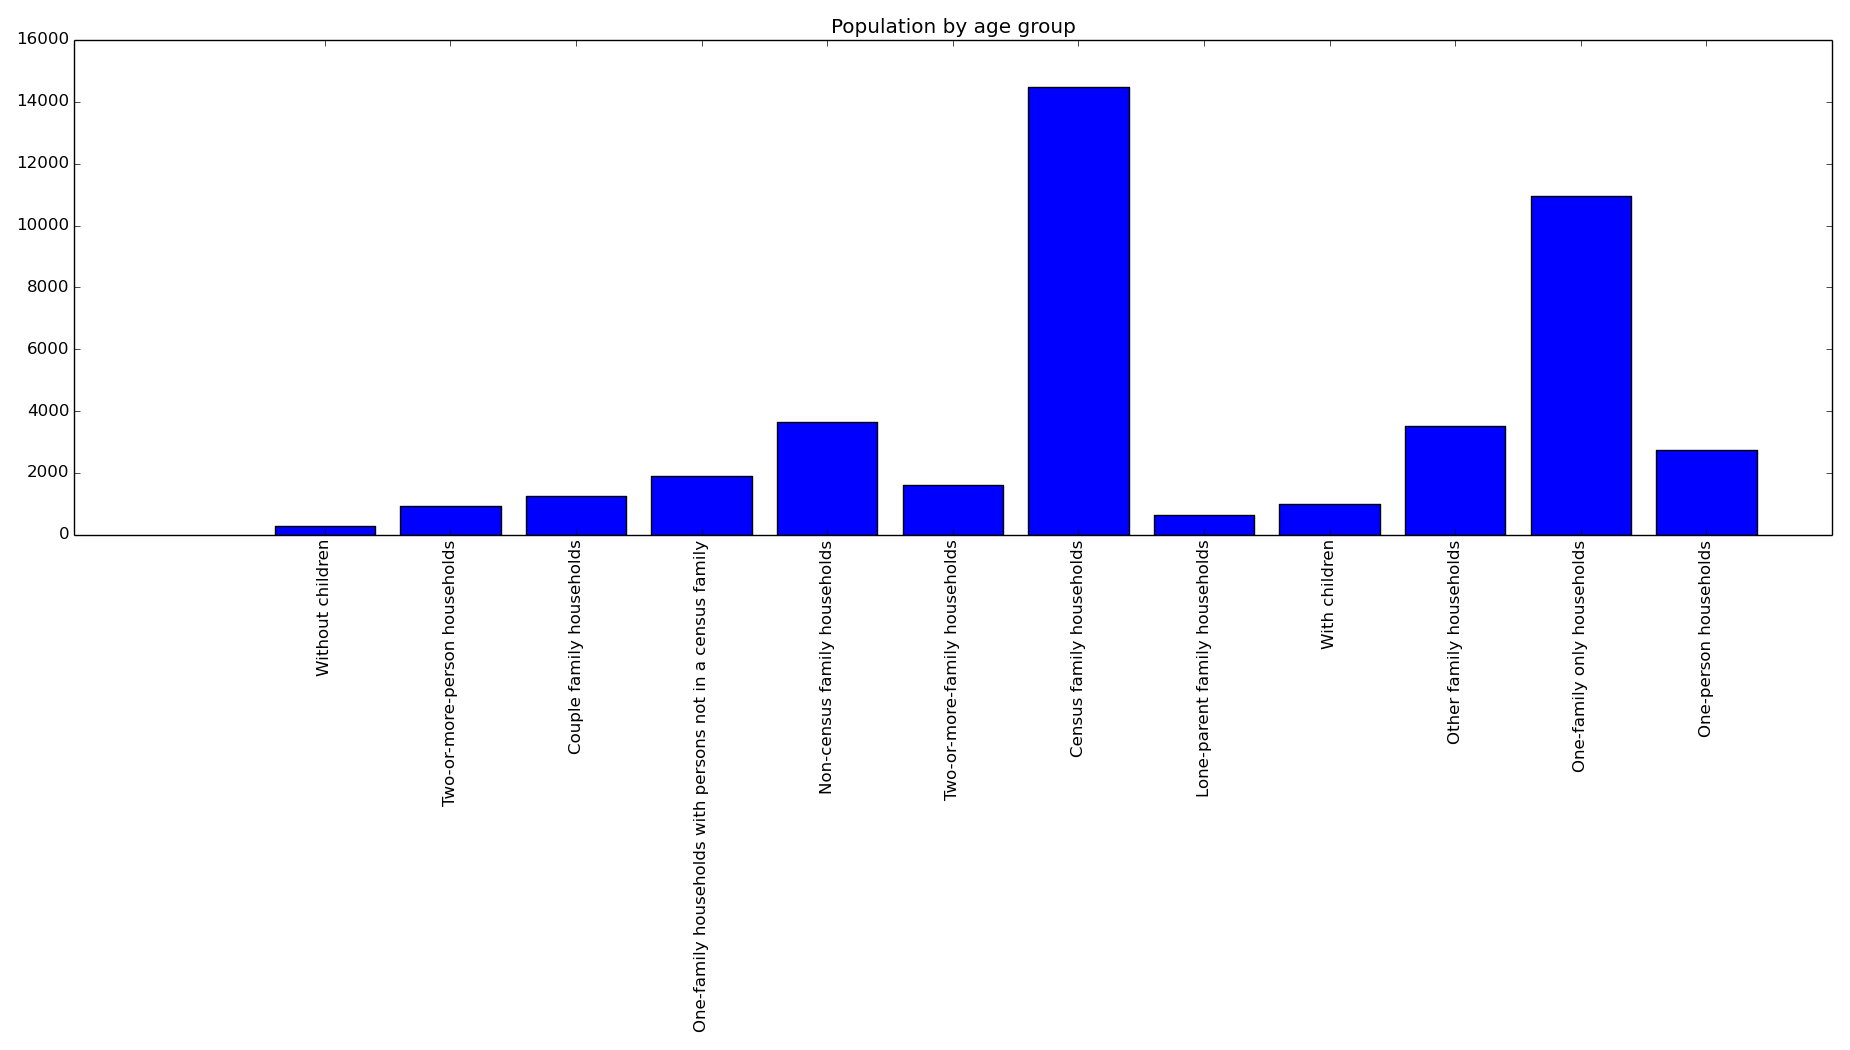 Population by age group
16000
14000
12000
10000
8000
6000
4000
2000
0
Without children
Two-or-more-person households
Couple family households
One-family households with persons not in a census family
Non-census family households
Two-or-more-family households
Census family households
Lone-parent family households
With children
Other family households
One-family only households
One-person households